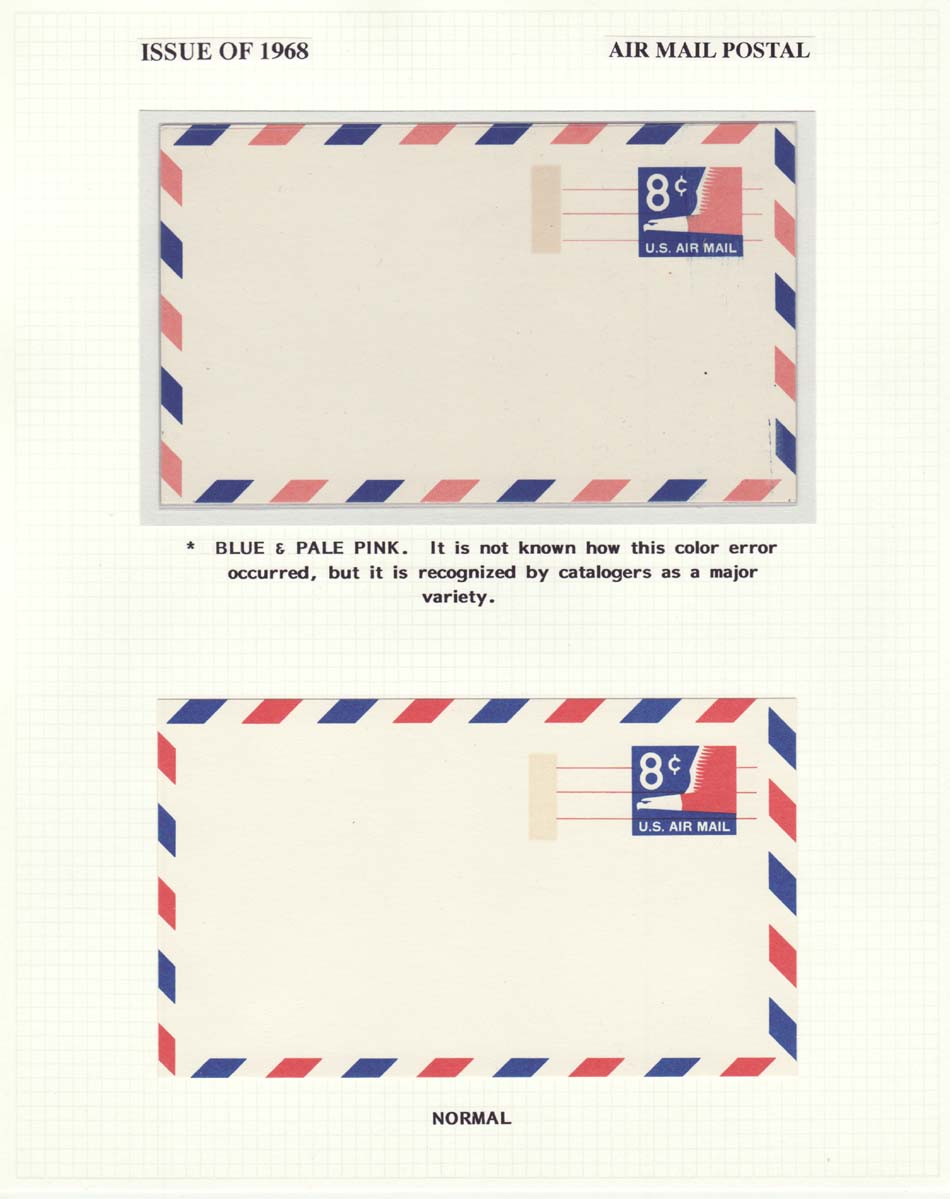 ISSUE OF 1968
AIR MAIL POSTAL
8¢
U.S. AIR MAIL
* BLUE & PALE PINK. It is not known how this color error
occurred, but it is recognized by catalogers as a major
variety.
8¢
U.S. AIR MAIL
NORMAL